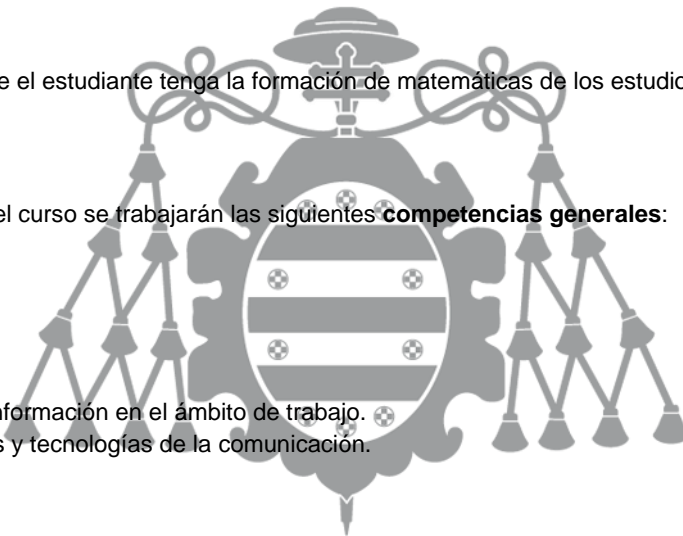 e el estudiante tenga la formación de matemáticas de los estudio
el curso se trabajarán las siguientes competencias generales:
nformación en el ámbito de trabajo.
s y tecnologías de la comunicación.